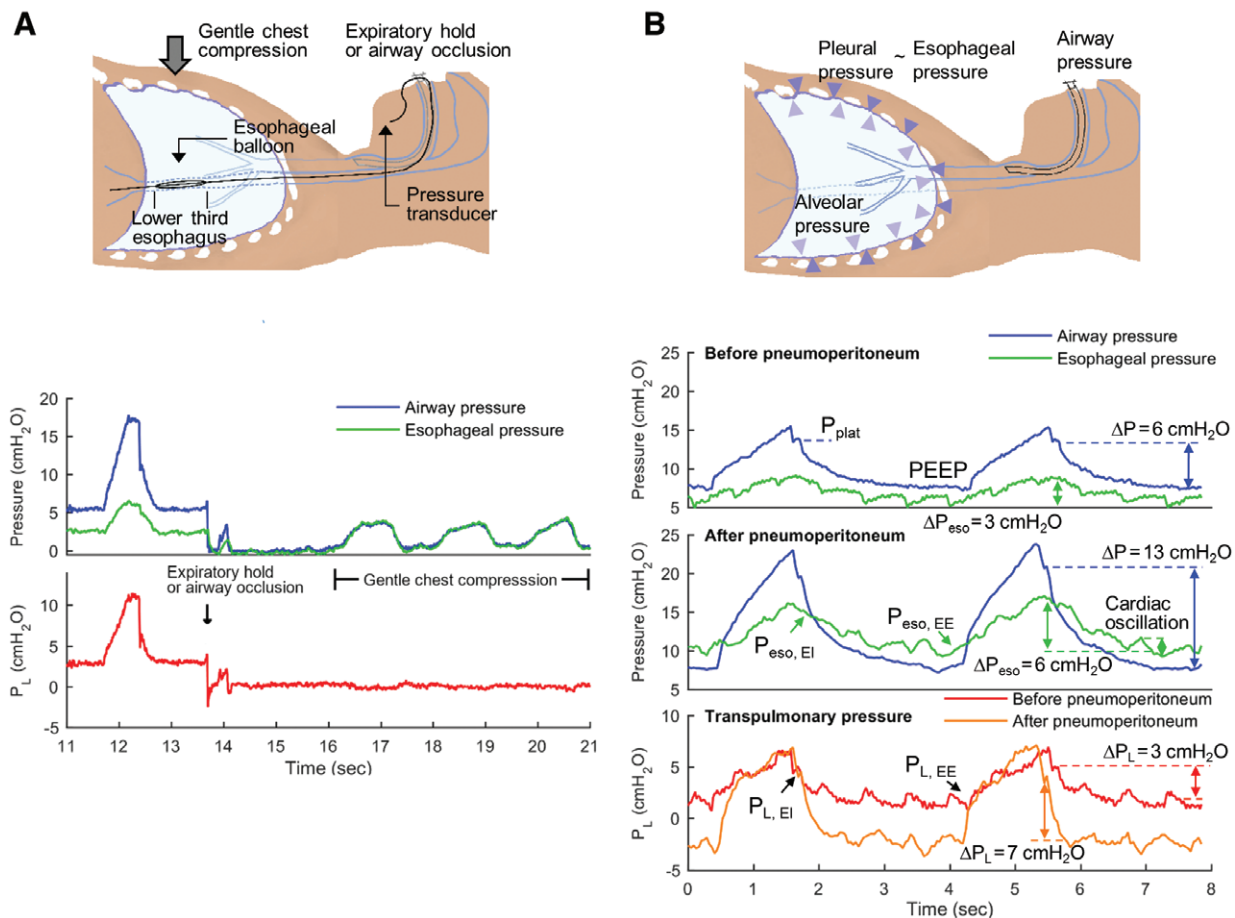 A
Gentle chest
compression
Expiratory hold
or airway occlusion
Esophageal
balloon
Lower third
esophagus
Pressure
transducer
Pressure (cmH2O)
20
15
10
5
0
Airway pressure
Esophageal pressure
Expiratory hold
or airway occlusion
Gentle chest compresssion
PL (cmH2O)
10
5
0
-5
11 12 13 14 15 16 17 18 19 20 21
Time (sec)
B
Pleural ~ Esophageal
pressure pressure
Airway
pressure
Alveolar
pressure
Airway pressure
Esophageal pressure
Before pneumoperitoneum
Pressure (cmH2O)
25
20
15
10
5
Pplat
PEEP
ΔP = 6 cmH2O
ΔPeso = 3 cmH2O
After pneumoperitoneum
Pressure (cmH2O)
25
20
15
10
5
Peso, EI
Peso, EE
ΔP = 13 cmH2O
Cardiac
oscillation
ΔPeso = 6 cmH2O
Before pneumoperitoneum
After pneumoperitoneum
Transpulmonary pressure
PL (cmH2O)
10
5
0
-5
PL, EI
PL, EE
ΔPL = 3 cmH2O
ΔPL = 7 cmH2O
0 1 2 3 4 5 6 7 8
Time (sec)